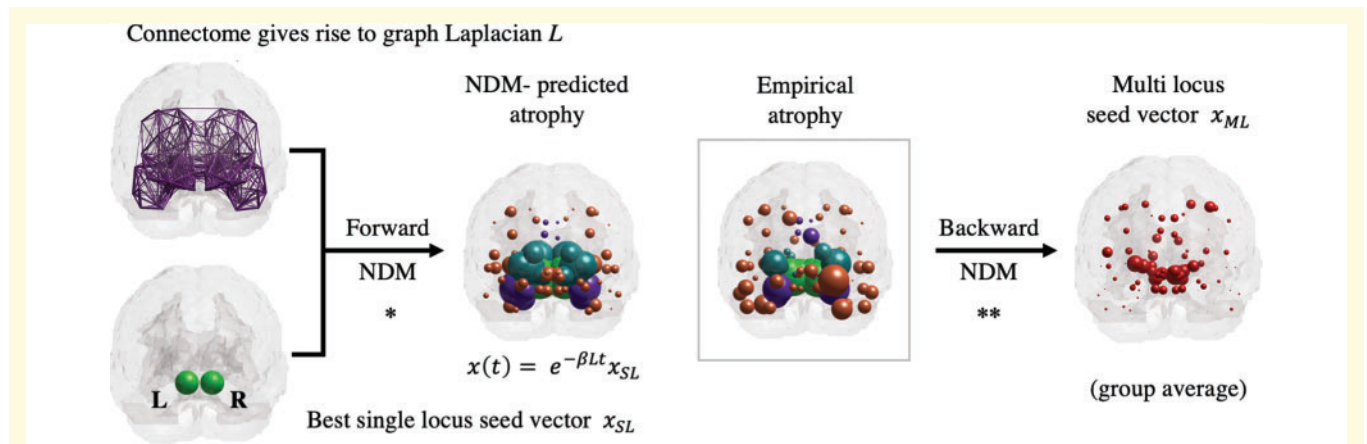 Connectome gives rise to graph Laplacian L
NDM- predicted
atrophy
Empirical
atrophy
Multi locus
seed vector x_ML
Forward
NDM
*
Backward
NDM
**
L R
x(t) = e^{-βLt}x_SL
(group average)
Best single locus seed vector x_SL